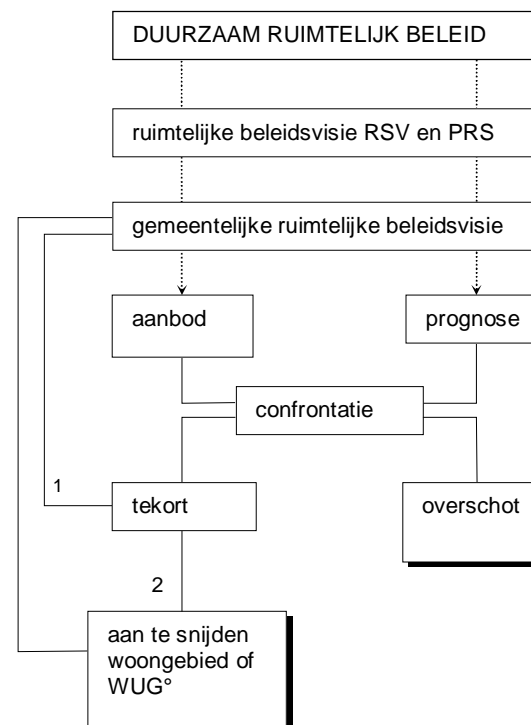 DUURZAAM RUIMTELIJK BELEID
ruimtelijke beleidsvisie RSV en PRS
gemeentelijke ruimtelijke beleidsvisie
aanbod
prognose
confrontatie
1
tekort
overschot
2
aan te snijden
woongebied of
WUG°